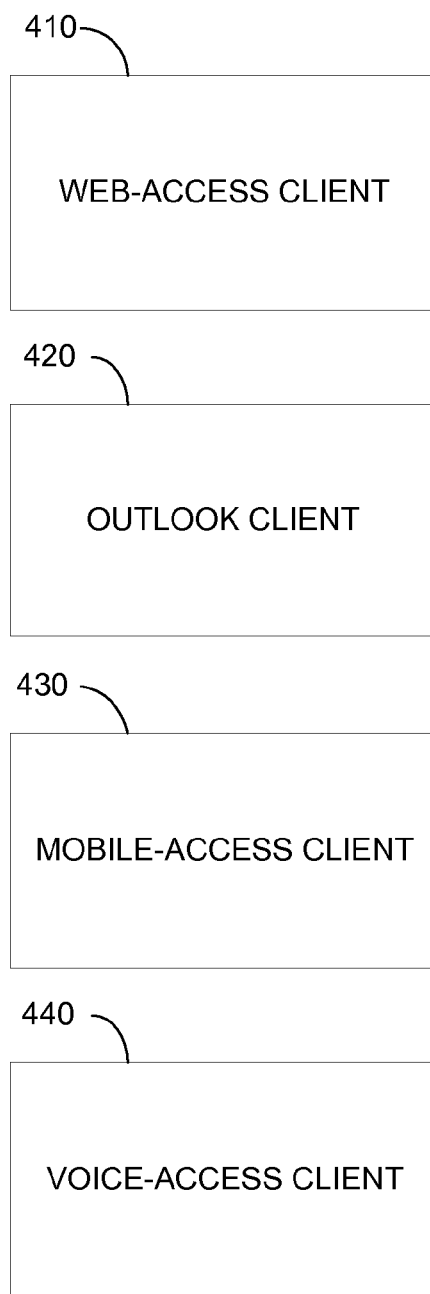 410
WEB-ACCESS CLIENT
420
OUTLOOK CLIENT
430
MOBILE-ACCESS CLIENT
440
VOICE-ACCESS CLIENT